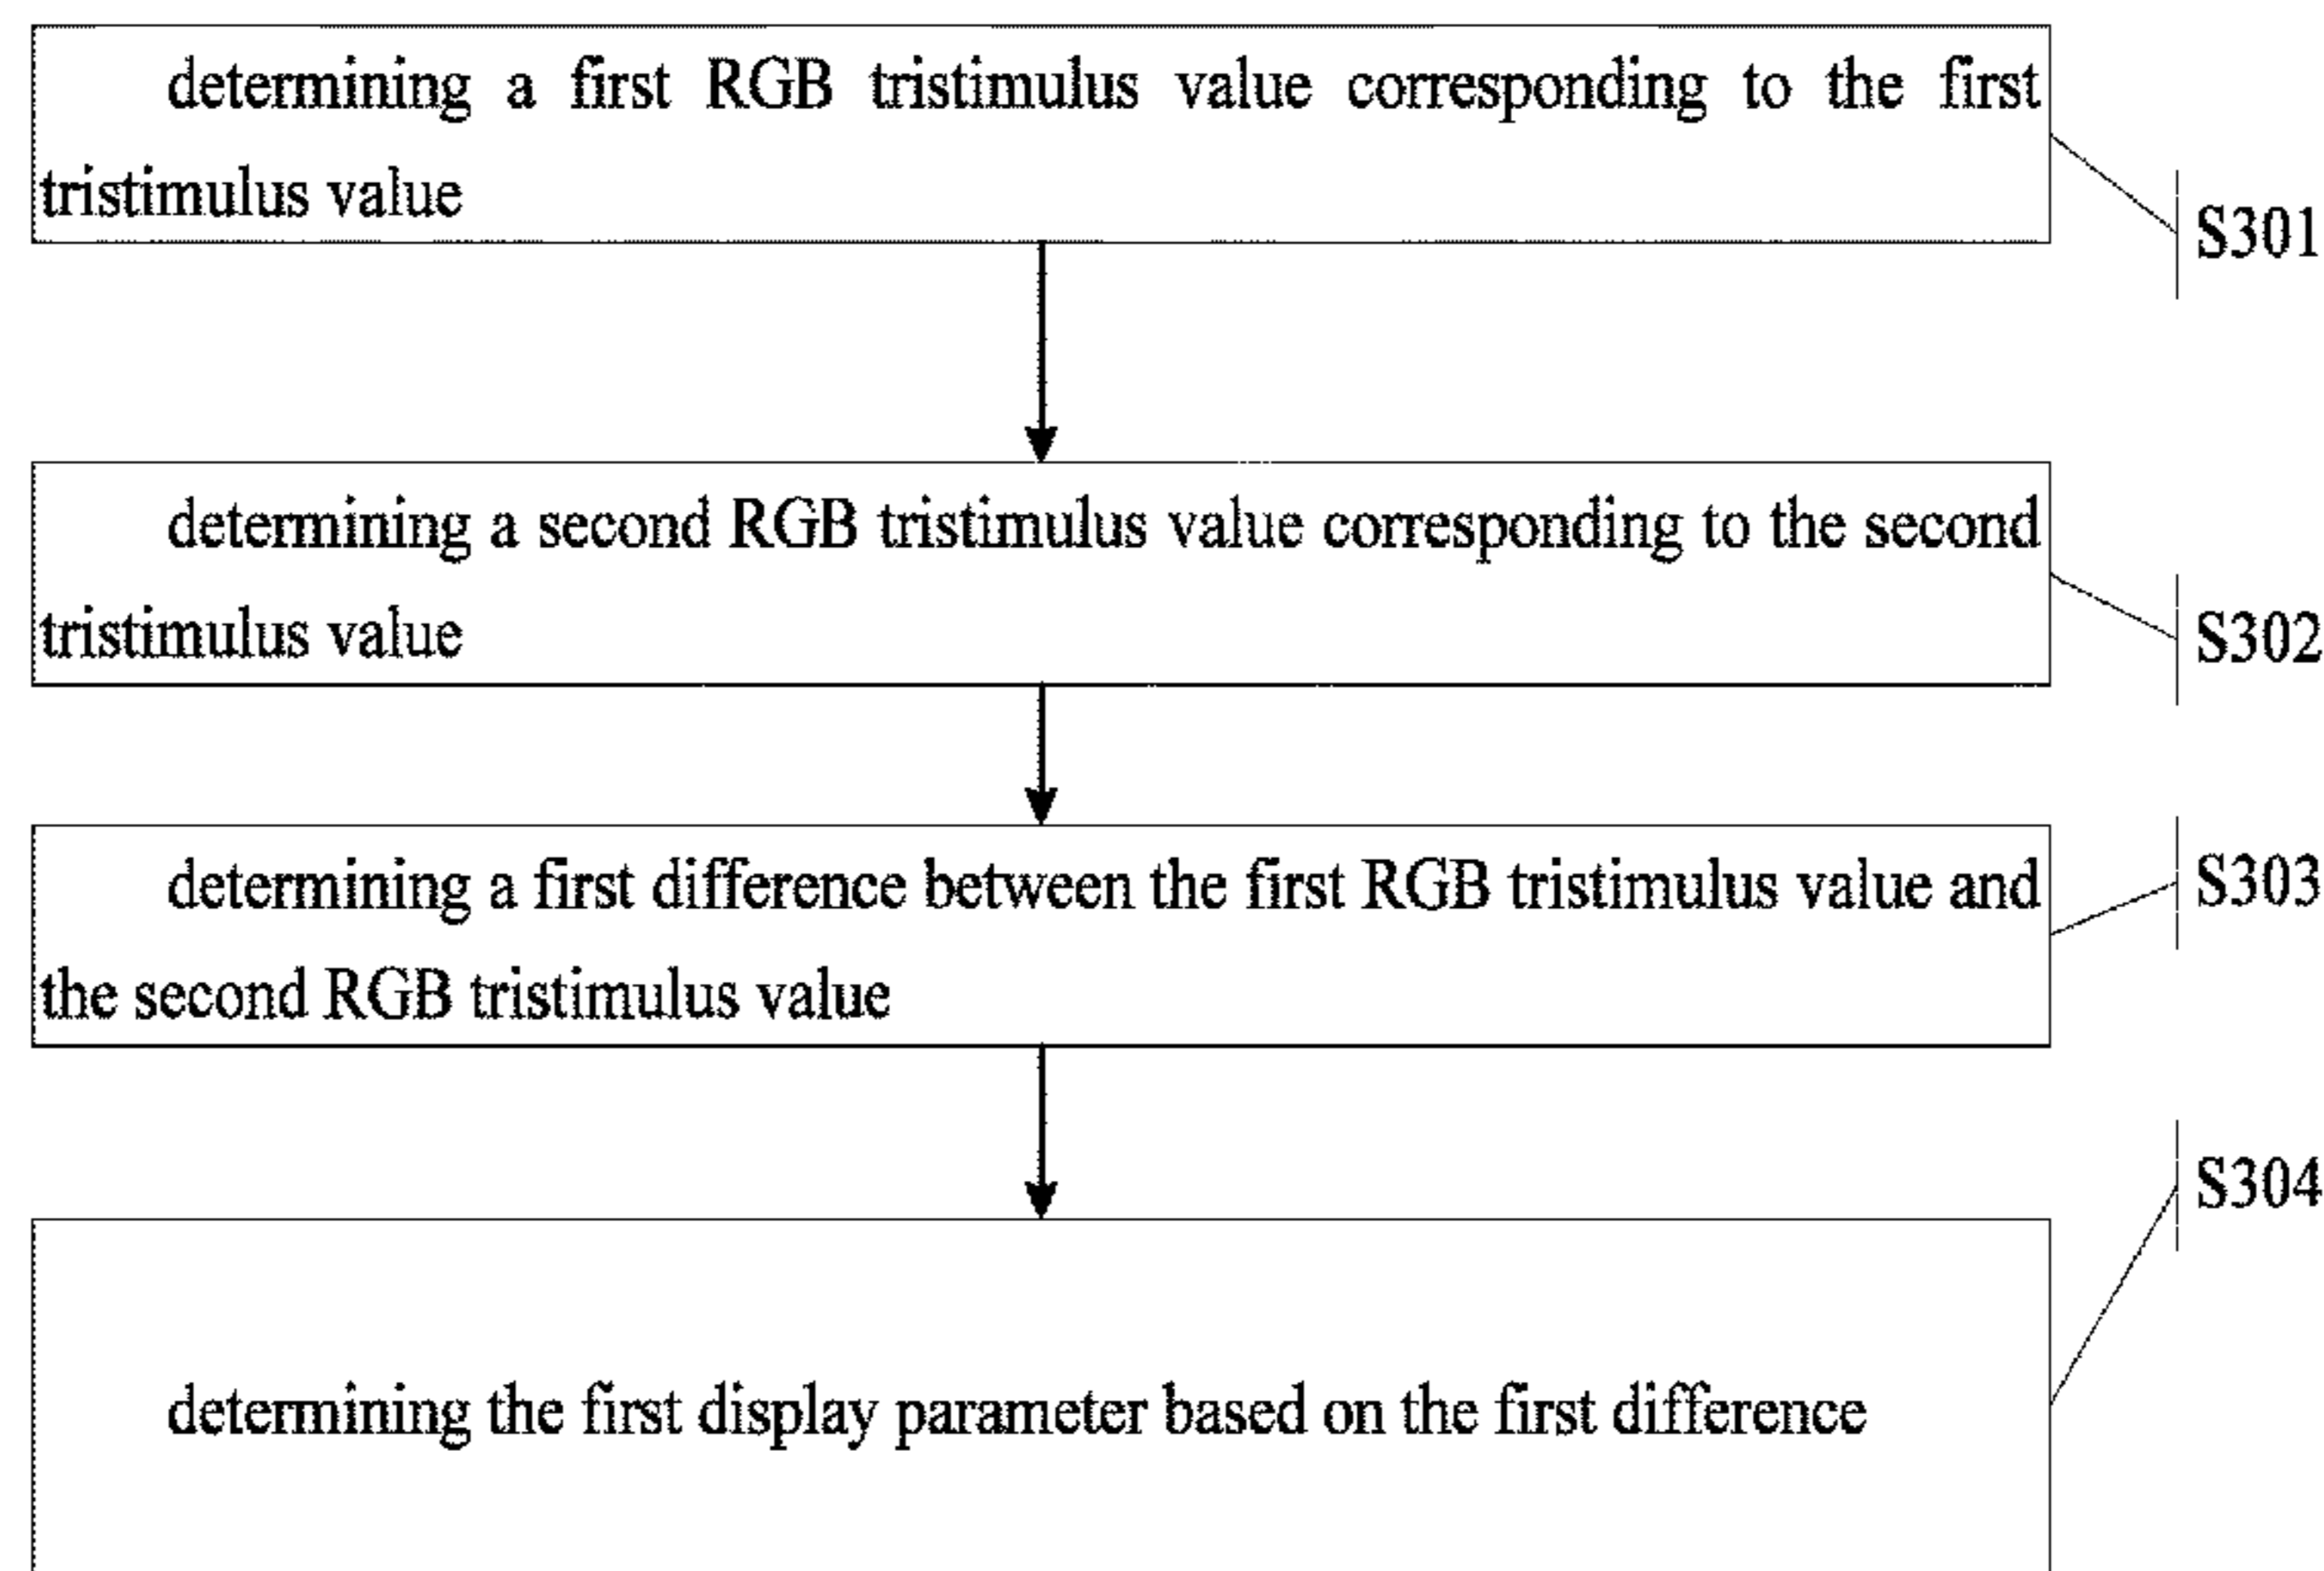 determining a first RGB tristimulus value corresponding to the first
tristimulus value
S301
determining a second RGB tristimulus value corresponding to the second
tristimulus value
S302
determining a first difference between the first RGB tristimulus value and
the second RGB tristimulus value
S303
determining the first display parameter based on the first difference
S304